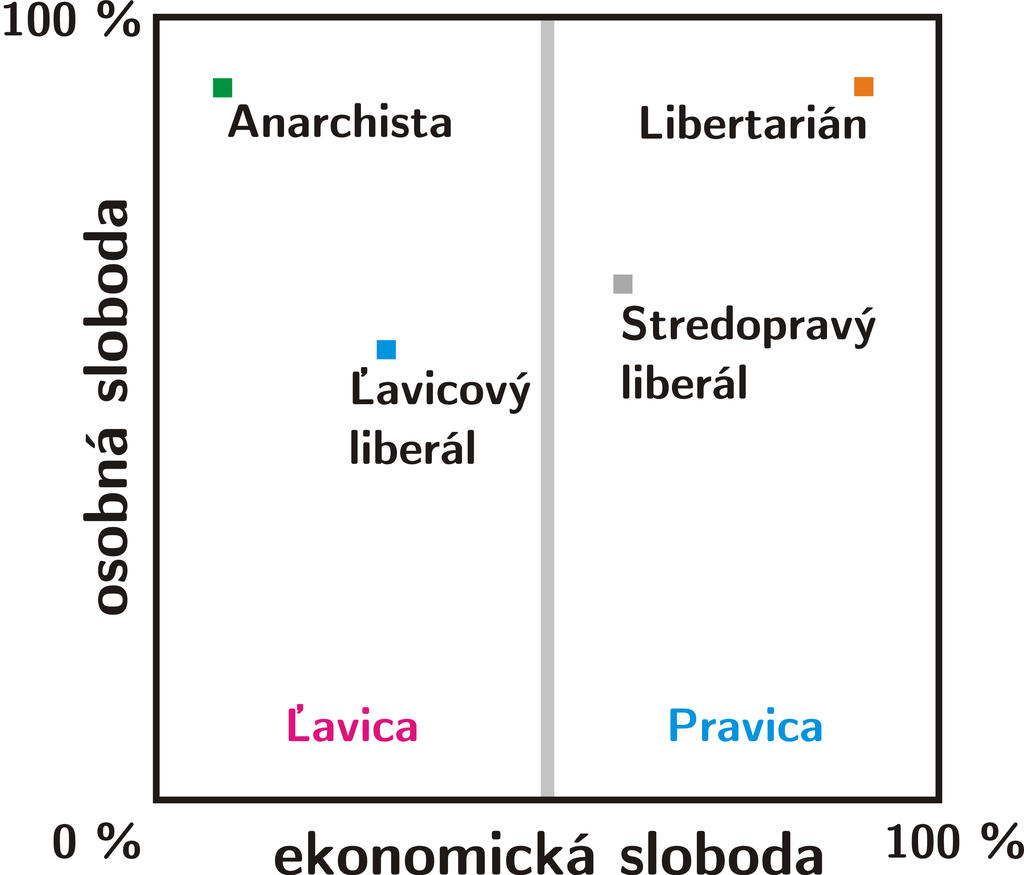 100 %
Anarchista
Libertarián
osobná sloboda
Stredopravý
liberál
Ľavicový
liberál
Ľavica
Pravica
0 %
ekonomická sloboda
100 %